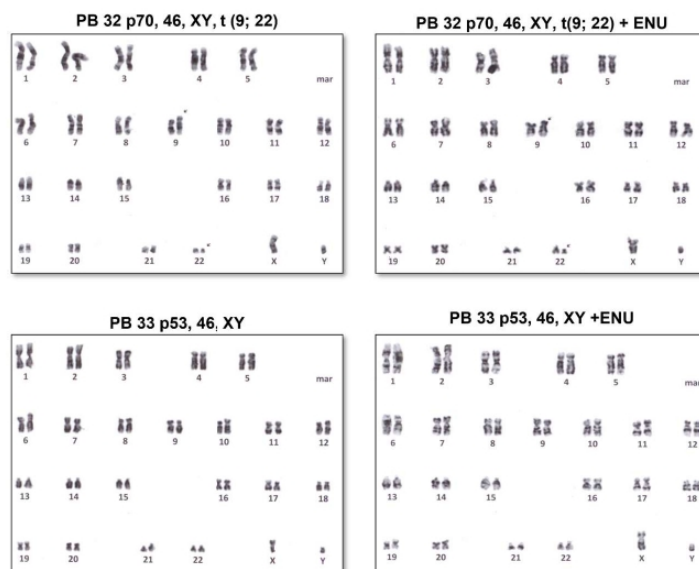 PB 32 p70, 46, XY, t (9; 22)
1 2 3 4 5 mar
6 7 8 9 10 11 12
13 14 15 16 17 18
19 20 21 22 X Y
PB 32 p70, 46, XY, t(9; 22) + ENU
1 2 3 4 5 mar
6 7 8 9 10 11 12
13 14 15 16 17 18
19 20 21 22 X Y
PB 33 p53, 46, XY
1 2 3 4 5 mar
6 7 8 9 10 11 12
13 14 15 16 17 18
19 20 21 22 X Y
PB 33 p53, 46, XY +ENU
1 2 3 4 5 mar
6 7 8 9 10 11 12
13 14 15 16 17 18
19 20 21 22 X Y